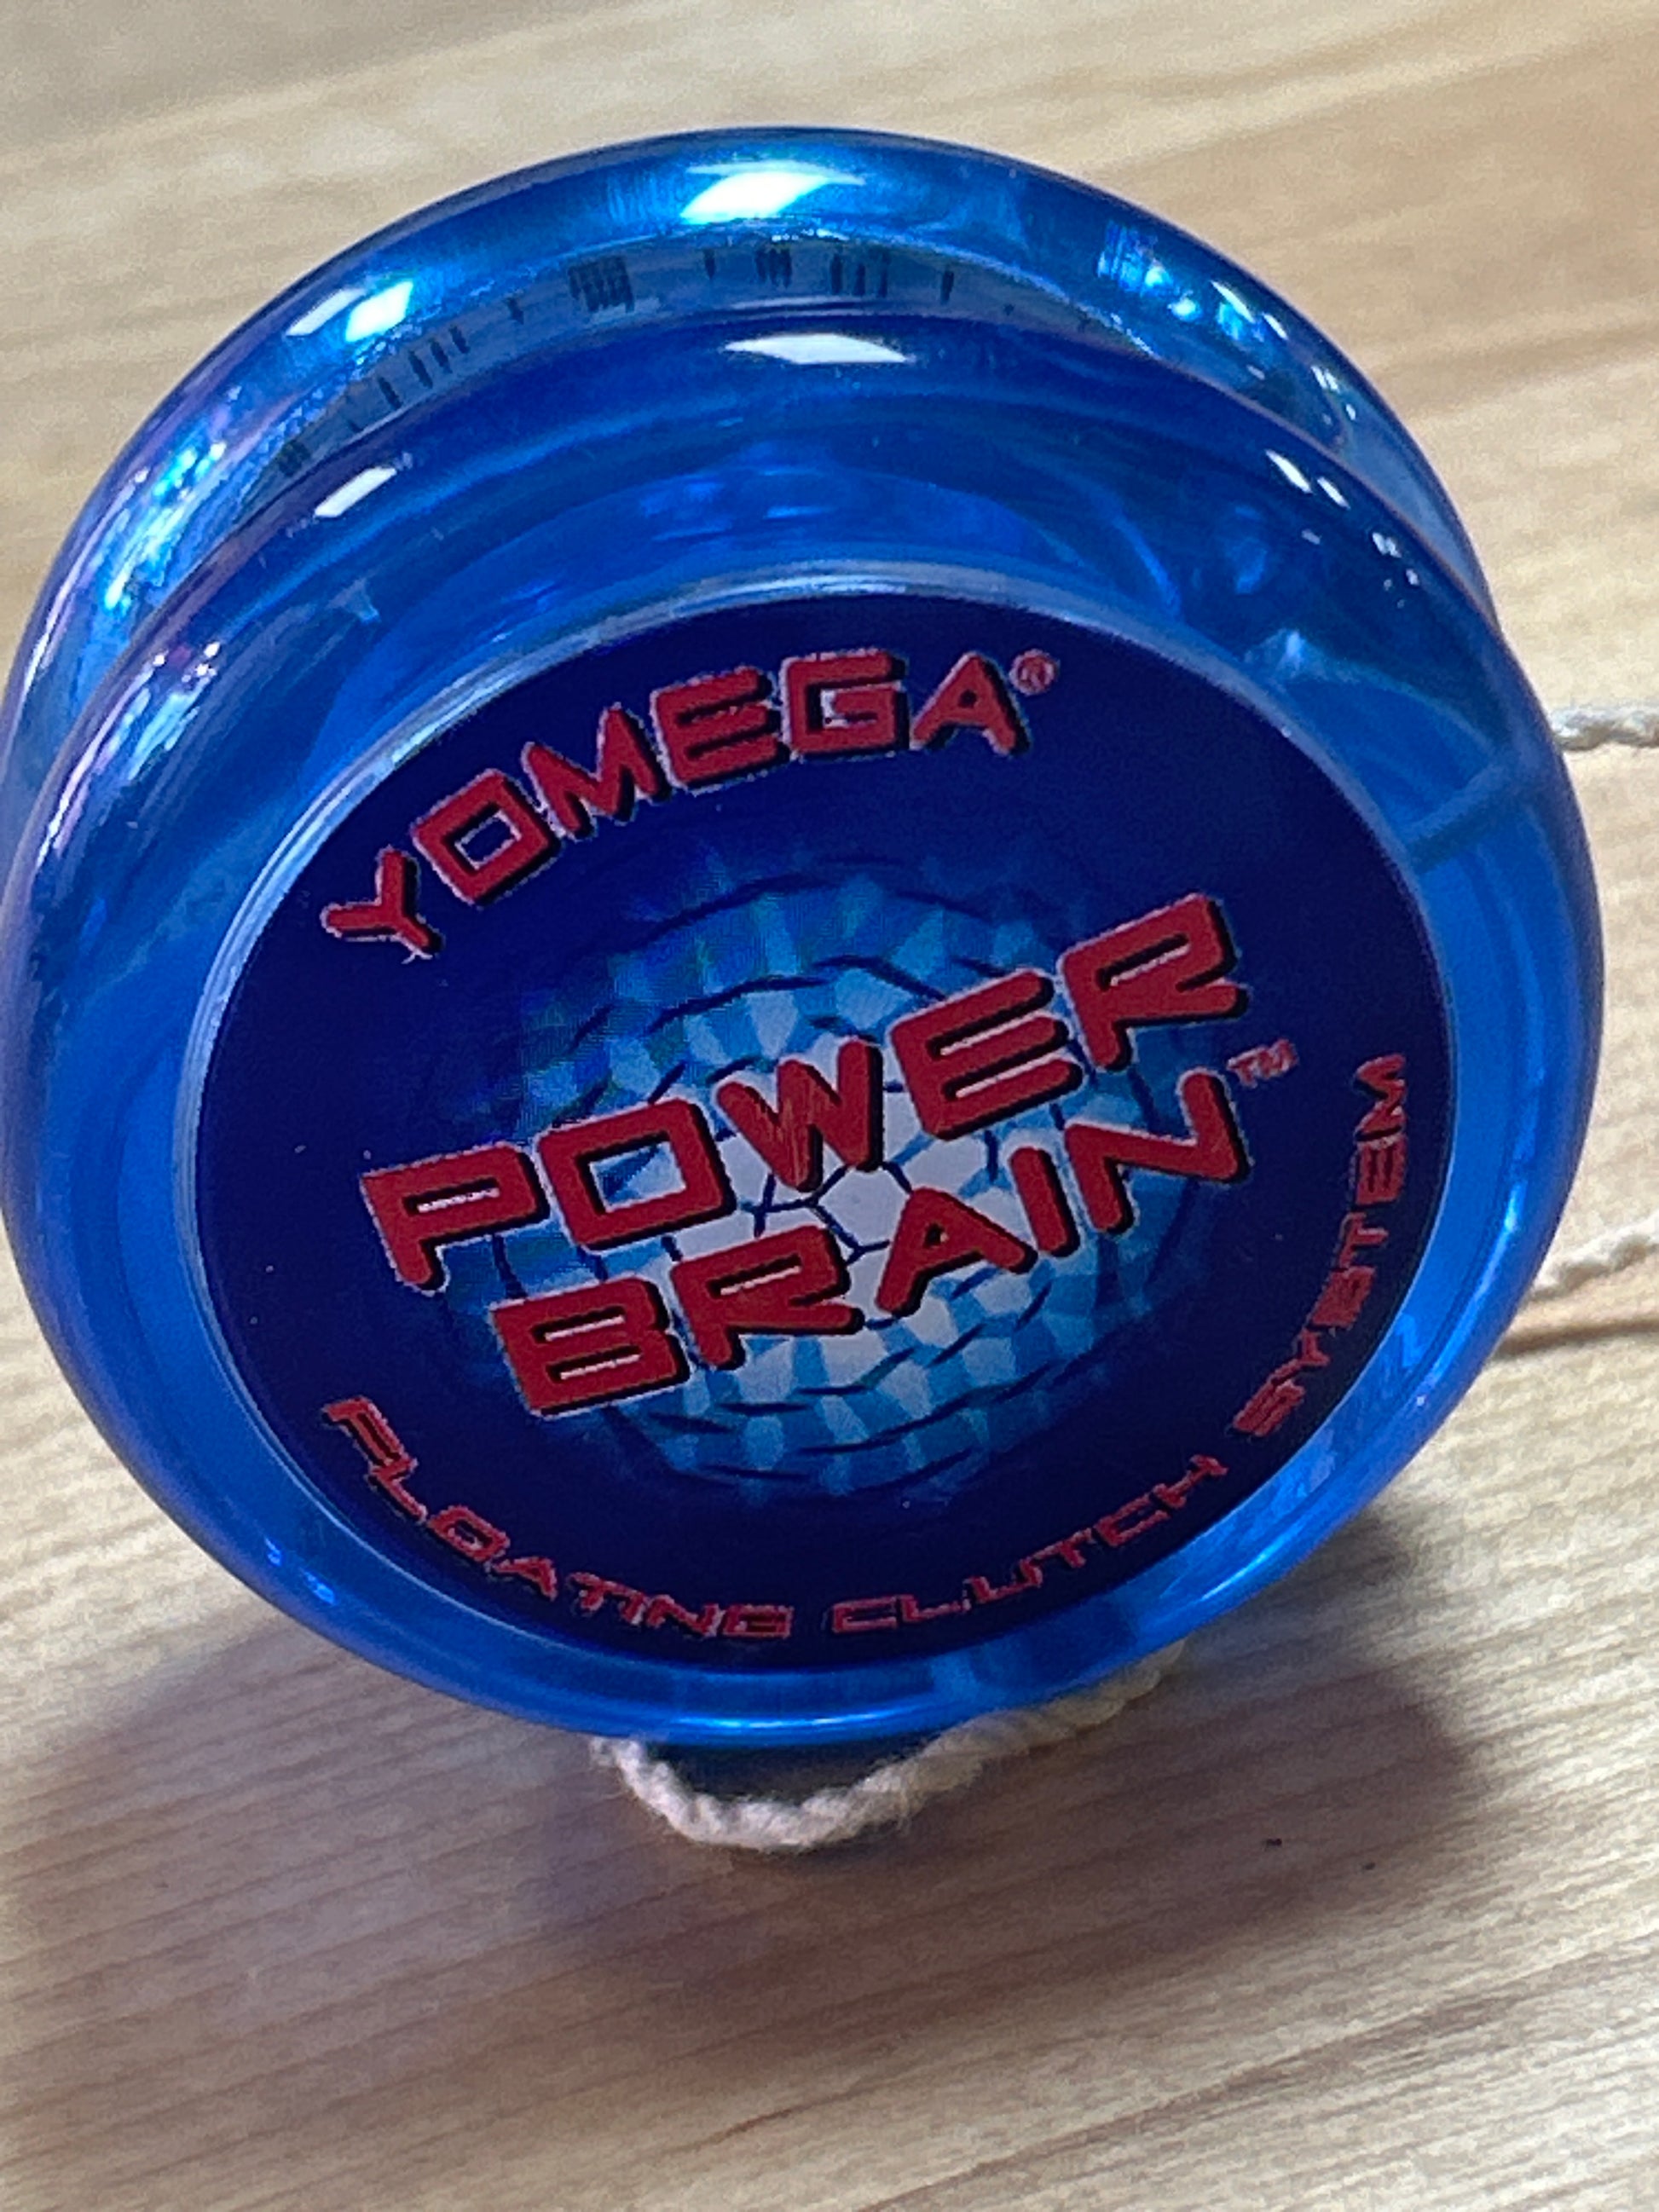 YOMEGA®
POWER
BRAIN™
FLOATING CLUTCH SYSTEM